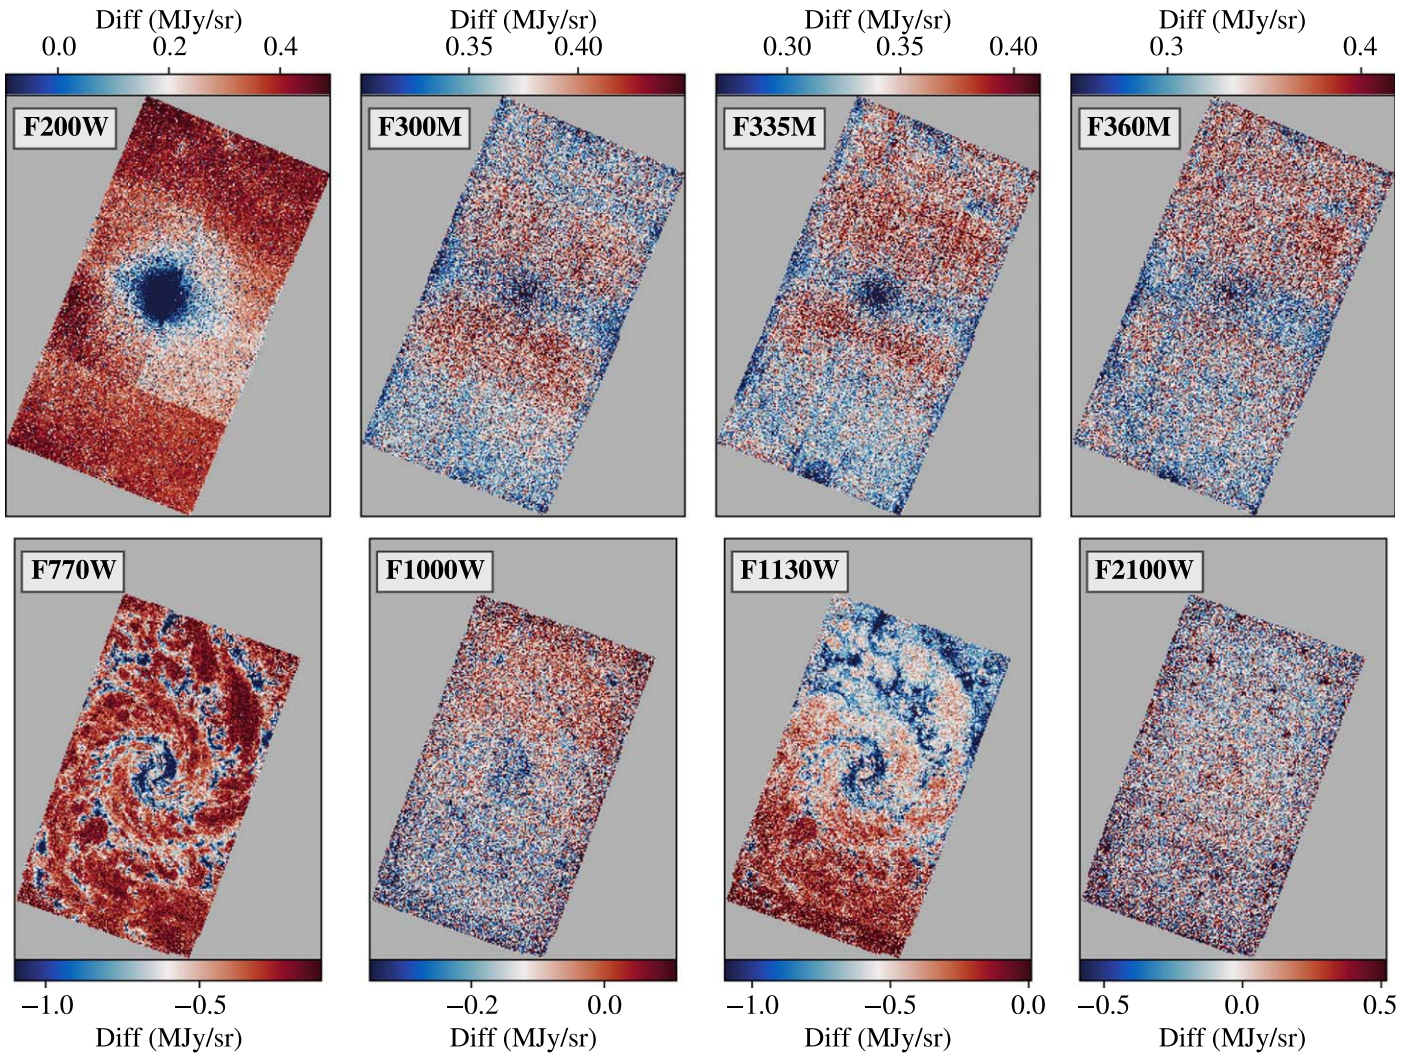 Diff (MJy/sr) Diff (MJy/sr) Diff (MJy/sr) Diff (MJy/sr)
0.0 0.2 0.4 0.35 0.40 0.30 0.35 0.40 0.3 0.4
F200W F300M F335M F360M
F770W F1000W F1130W F2100W
−1.0 −0.5 −0.2 0.0 −1.0 −0.5 0.0 −0.5 0.0 0.5
Diff (MJy/sr) Diff (MJy/sr) Diff (MJy/sr) Diff (MJy/sr)